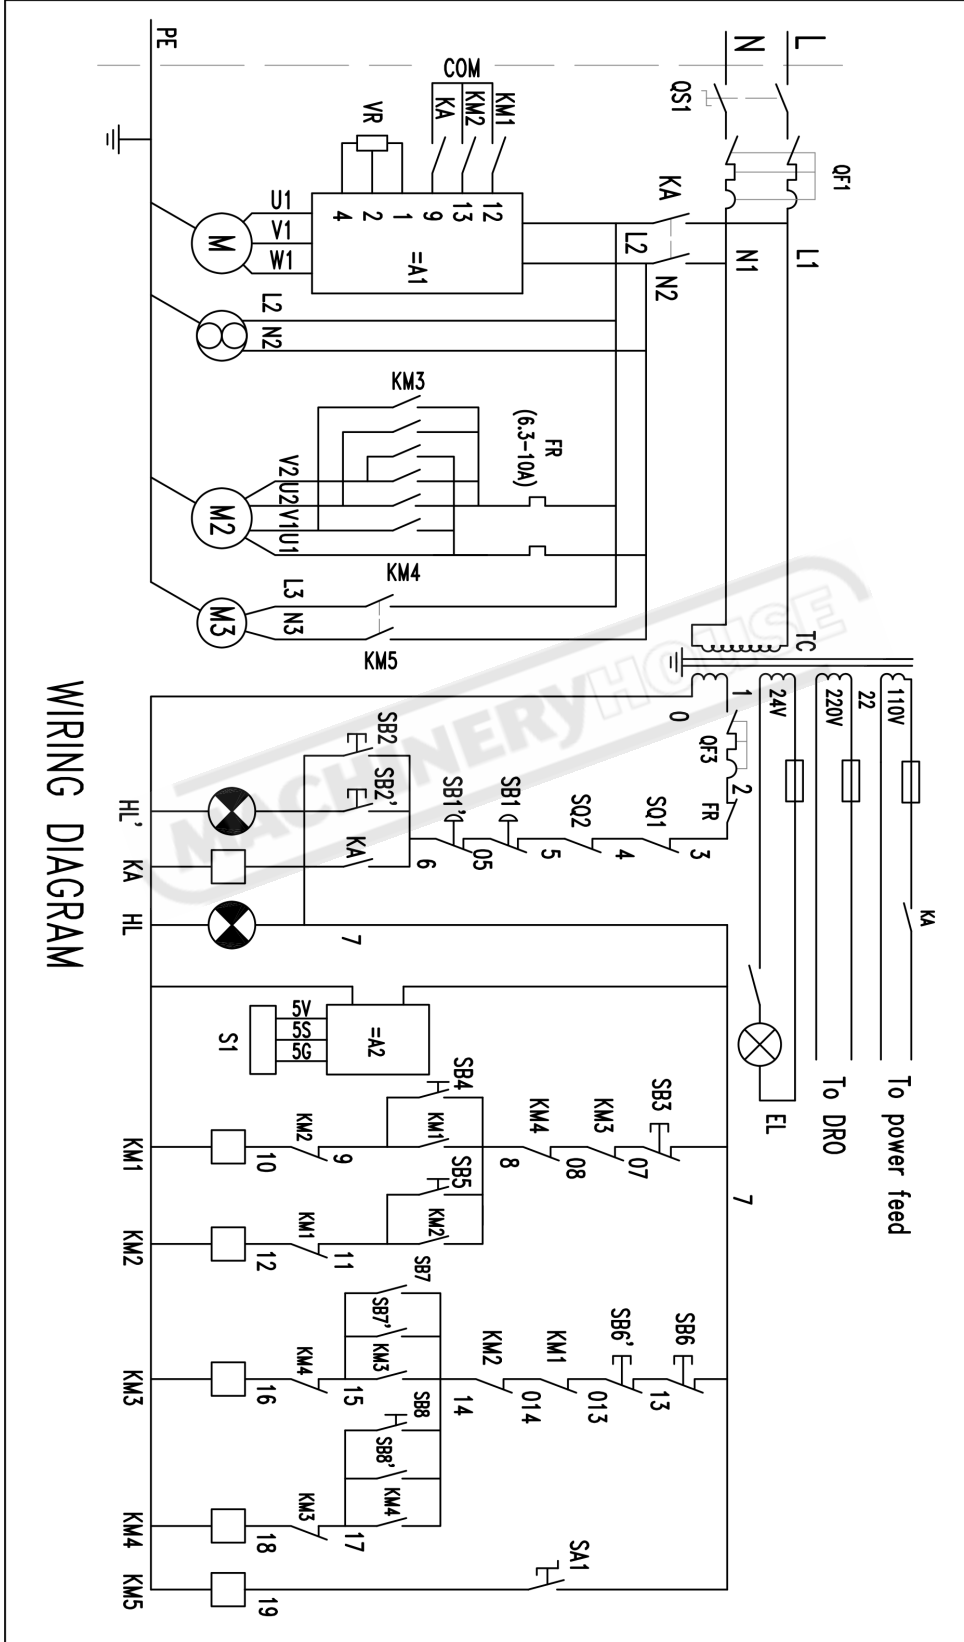 L
N
PE
QS1
QF1
L1
N1
KA
L2
N2
COM
KM1
KM2
KA
VR
12
13
9
1
2
4
=A1
U1
V1
W1
M
L2
N2
KM3
FR
(6.3-10A)
V2
U2
V1
U1
M2
KM4
L3
N3
M3
KM5
TC
110V
22
220V
24V
1
0
QF3
2
FR
3
SQ1
4
SQ2
5
SB1
05
SB1'
6
SB2
SB2'
KA
HL'
KA
HL
7
KA
To power feed
To DRO
EL
=A2
5V
5S
5G
S1
7
SB3
07
KM3
08
KM4
8
SB4
KM1
9
KM2
10
KM1
SB5
KM2
11
KM1
12
KM2
SB6
13
SB6'
013
KM1
014
KM2
14
SB7
SB7'
KM3
15
KM4
16
KM3
SB8
SB8'
KM4
17
KM3
18
KM4
SA1
19
KM5
WIRING DIAGRAM
MACHINERYHOUSE